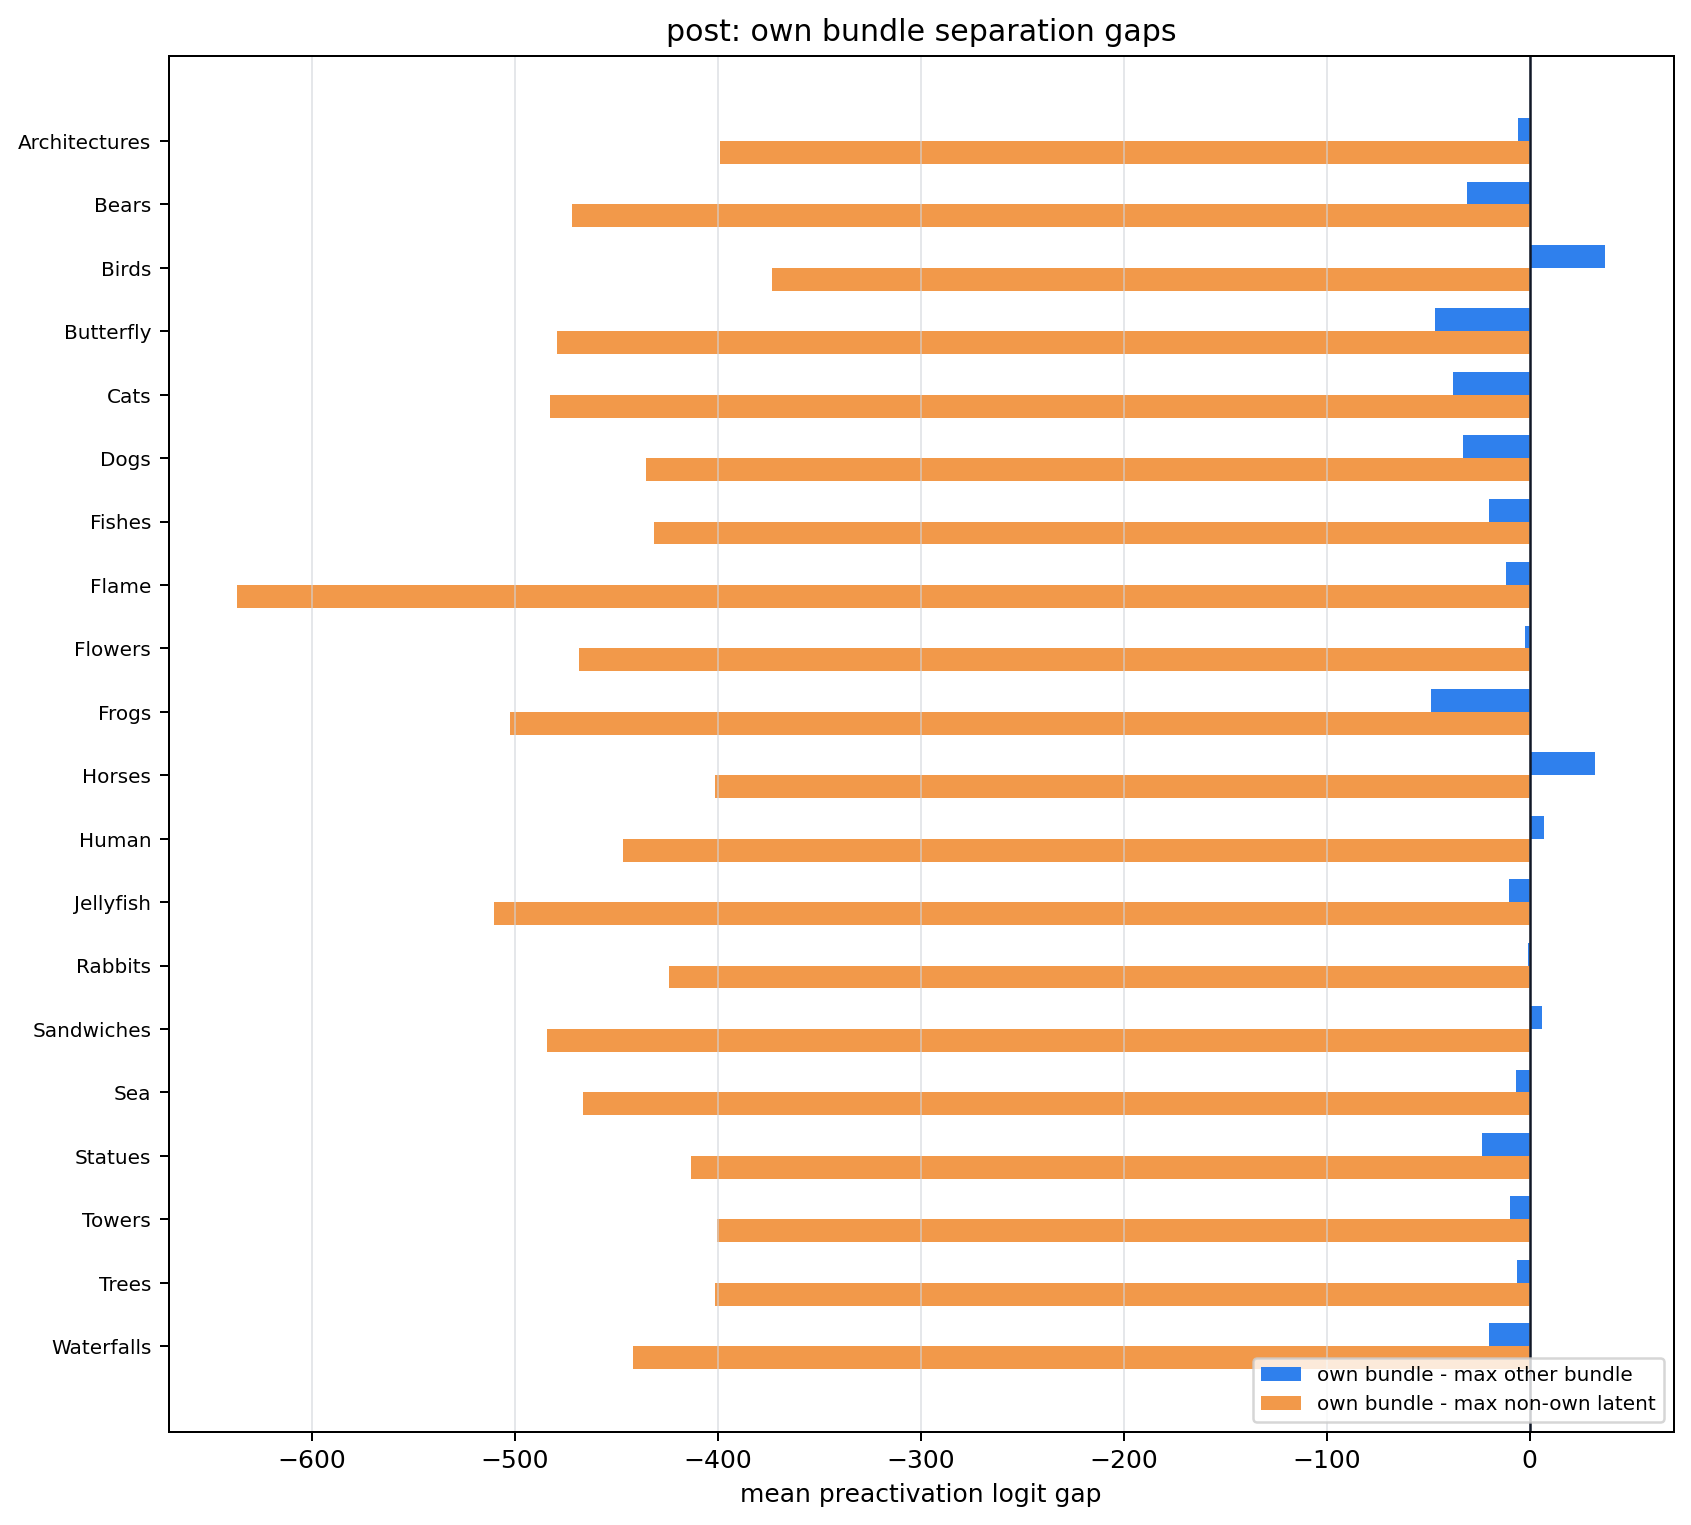 post: own bundle separation gaps
Architectures
Bears
Birds
Butterfly
Cats
Dogs
Fishes
Flame
Flowers
Frogs
Horses
Human
Jellyfish
Rabbits
Sandwiches
Sea
Statues
Towers
Trees
Waterfalls
own bundle - max other bundle
own bundle - max non-own latent
−600 −500 −400 −300 −200 −100 0
mean preactivation logit gap